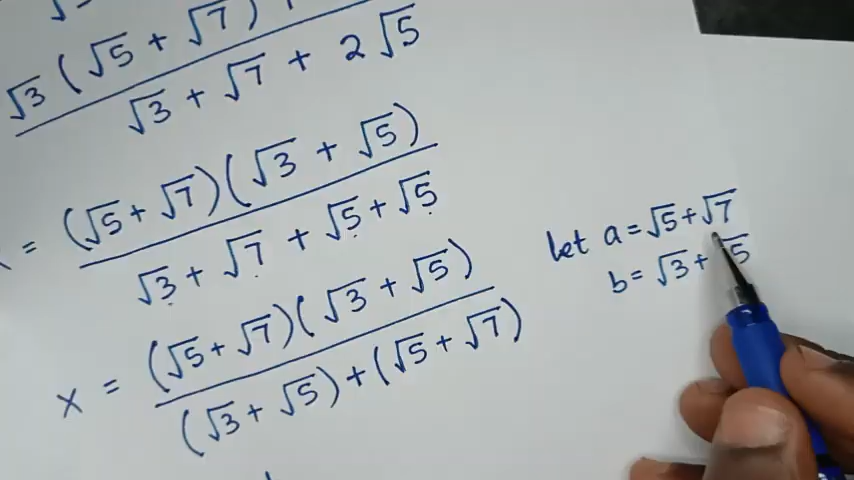 √3 (√5 + √7)
√3 + √7 + 2√5
= (√5 + √7)(√3 + √5)
√3 + √7 + √5 + √5
x = (√5 + √7)(√3 + √5)
(√3 + √5) + (√5 + √7)
let a = √5 + √7
b = √3 + √5